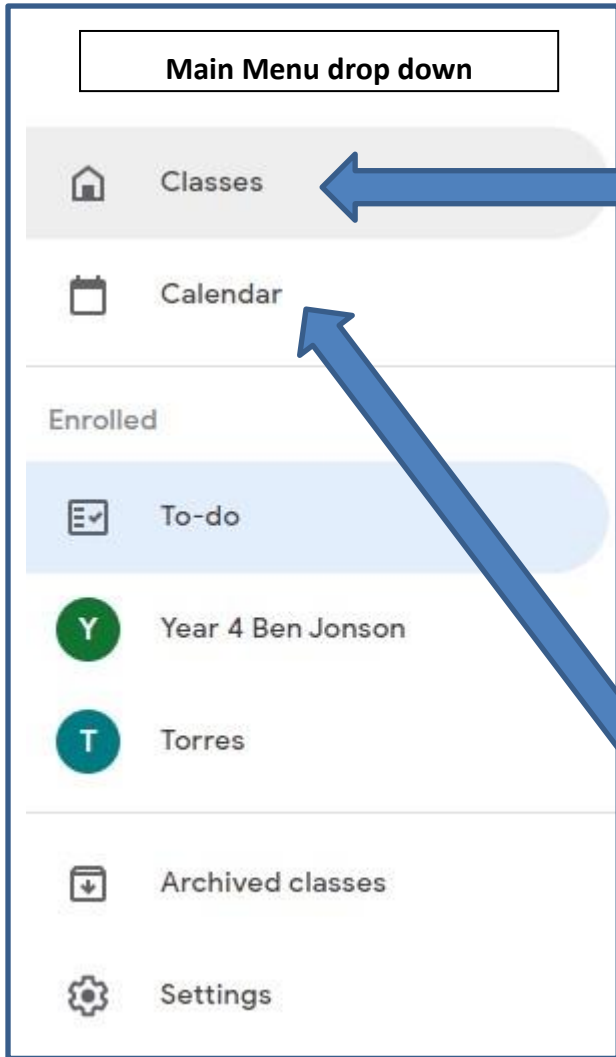 Main Menu drop down
Classes
Calendar
Enrolled
To-do
Y Year 4 Ben Jonson
T Torres
Archived classes
Settings